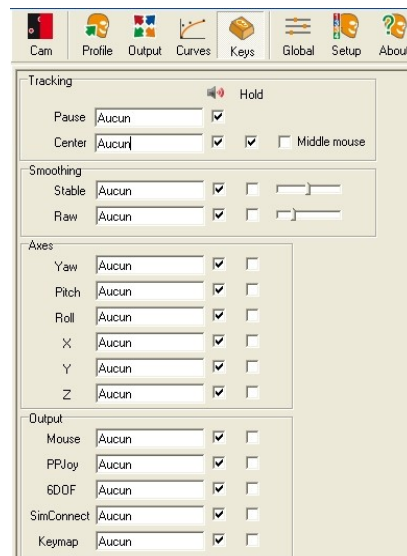 Cam Profile Output Curves Keys Global Setup About
Tracking
Hold
Pause Aucun
Center Aucun Middle mouse
Smoothing
Stable Aucun
Raw Aucun
Axes
Yaw Aucun
Pitch Aucun
Roll Aucun
X Aucun
Y Aucun
Z Aucun
Output
Mouse Aucun
PPJoy Aucun
6DOF Aucun
SimConnect Aucun
Keymap Aucun